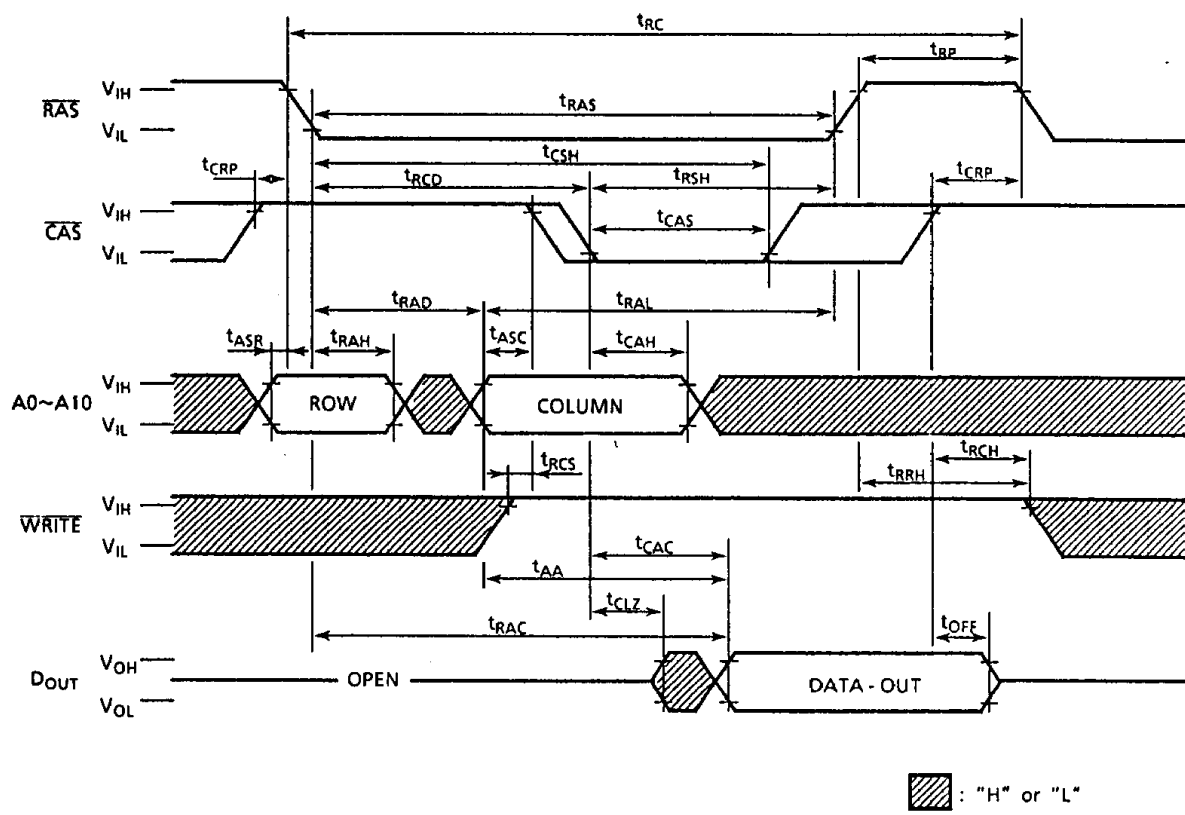 tRC
tRP
RAS
VIH
VIL
tRAS
tCSH
tCRP
tRCD
tRSH
tCRP
CAS
VIH
VIL
tCAS
tRAD
tRAL
tASR
tRAH
tASC
tCAH
A0~A10
VIH
VIL
ROW
COLUMN
tRCS
tRCH
tRRH
WRITE
VIH
VIL
tCAC
tAA
tCLZ
tRAC
tOFF
DOUT
VOH
VOL
OPEN
DATA-OUT
: "H" or "L"